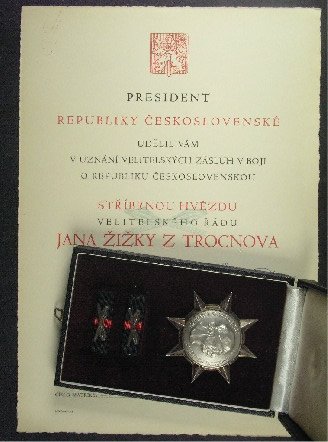 PRESIDENT
REPUBLIKY ČESKOSLOVENSKÉ
UDĚLIL VÁM
V UZNÁNÍ VELITELSKÝCH ZÁSLUH V BOJI
O REPUBLIKU ČESKOSLOVENSKOU
STŘÍBRNOU HVĚZDU
VELITELSKÉHO ŘÁDU
JANA ŽIŽKY Z TROCNOVA